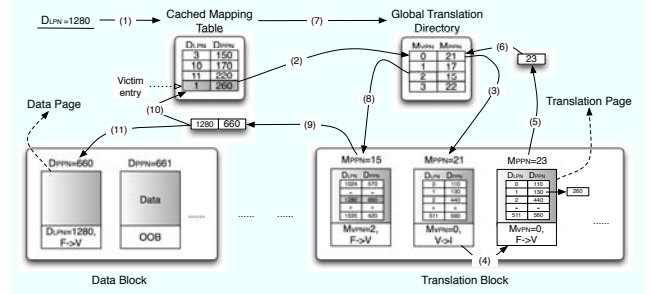 DLPN=1280
(1)
Cached Mapping
Table
(7)
Global Translation
Directory
DLPN DPPN
3 150
10 170
11 220
1 260
Victim
entry
(2)
MVPN MPPN
0 21
1 17
2 15
3 22
(6)
23
(3)
(8)
(5)
(10)
Data Page
Translation Page
(11)
1280 660
(9)
DPPN=660
DPPN=661
MPPN=15
MPPN=21
MPPN=23
DLPN DPPN
1024 570
1280 660
1535 420
DLPN DPPN
0 110
1 130
2 440
511 560
DLPN DPPN
0 110
1 130
2 440
511 560
260
Data
......
......
......
DLPN=1280,
F->V
OOB
MVPN=2,
F->V
MVPN=0,
V->I
MVPN=0,
F->V
(4)
Data Block
Translation Block